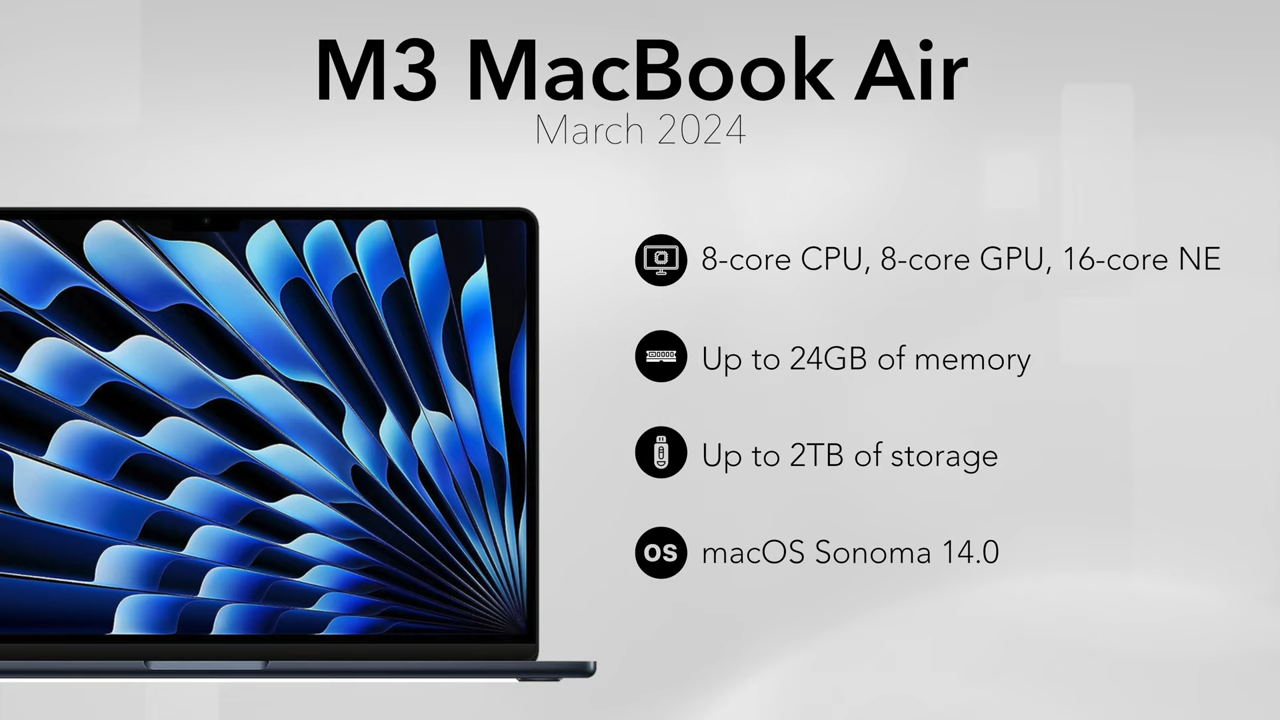 M3 MacBook Air
March 2024
8-core CPU, 8-core GPU, 16-core NE
Up to 24GB of memory
Up to 2TB of storage
OS macOS Sonoma 14.0